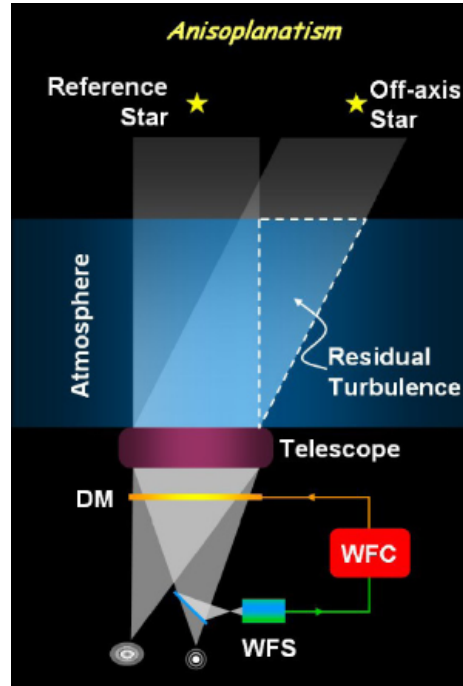 Anisoplanatism
Reference
Star
Off-axis
Star
Atmosphere
Residual
Turbulence
Telescope
DM
WFC
WFS